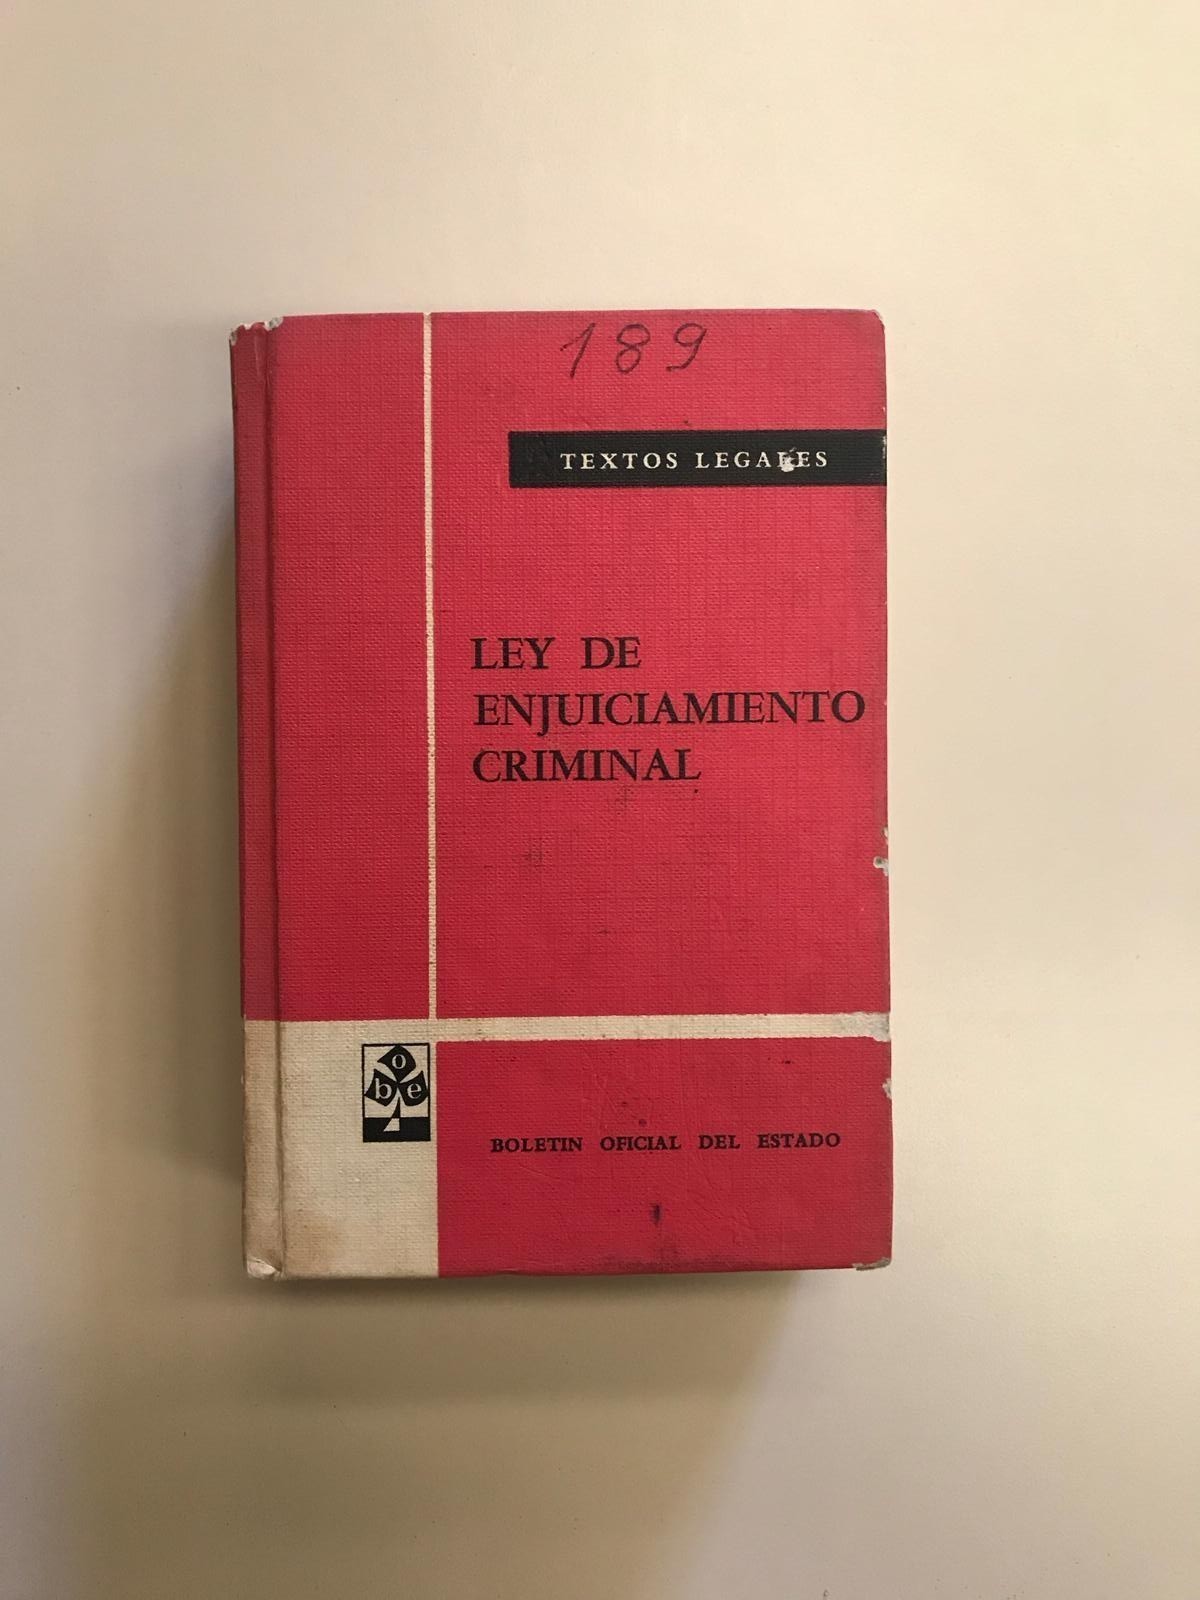 189
TEXTOS LEGALES
LEY DE
ENJUICIAMIENTO
CRIMINAL
o
b e
BOLETIN OFICIAL DEL ESTADO